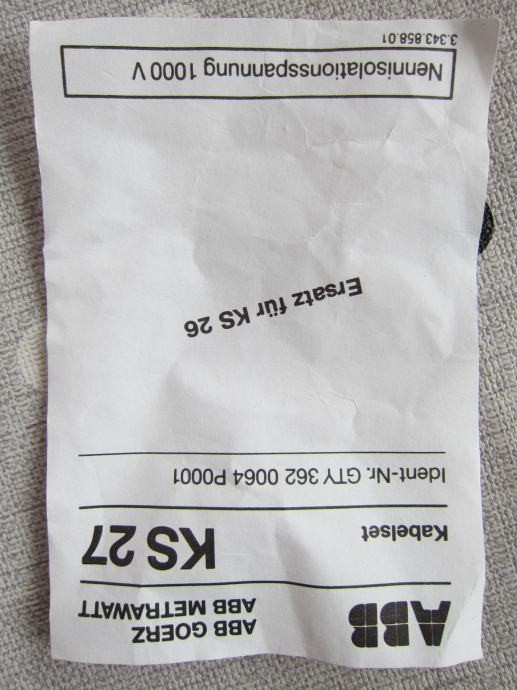 ABB
ABB GOERZ
ABB METRAWATT
Kabelset
KS 27
Ident-Nr. GTY 362 0064 P0001
Ersatz für KS 26
Nennisolationsspannung 1000 V
3.343.858.01